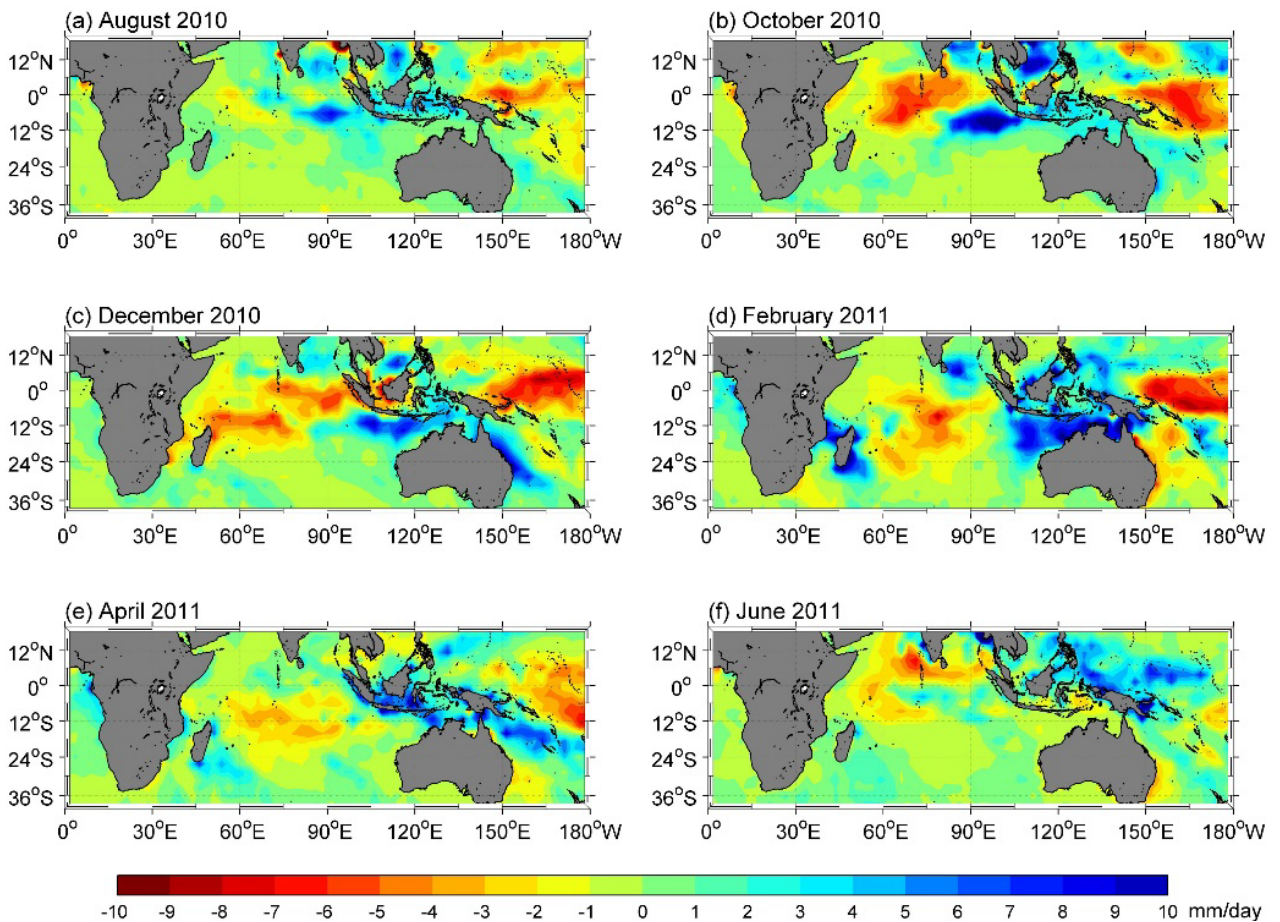 (a) August 2010
12°N
0°
12°S
24°S
36°S
0° 30°E 60°E 90°E 120°E 150°E 180°W
(b) October 2010
12°N
0°
12°S
24°S
36°S
0° 30°E 60°E 90°E 120°E 150°E 180°W
(c) December 2010
12°N
0°
12°S
24°S
36°S
0° 30°E 60°E 90°E 120°E 150°E 180°W
(d) February 2011
12°N
0°
12°S
24°S
36°S
0° 30°E 60°E 90°E 120°E 150°E 180°W
(e) April 2011
12°N
0°
12°S
24°S
36°S
0° 30°E 60°E 90°E 120°E 150°E 180°W
(f) June 2011
12°N
0°
12°S
24°S
36°S
0° 30°E 60°E 90°E 120°E 150°E 180°W
-10 -9 -8 -7 -6 -5 -4 -3 -2 -1 0 1 2 3 4 5 6 7 8 9 10 mm/day